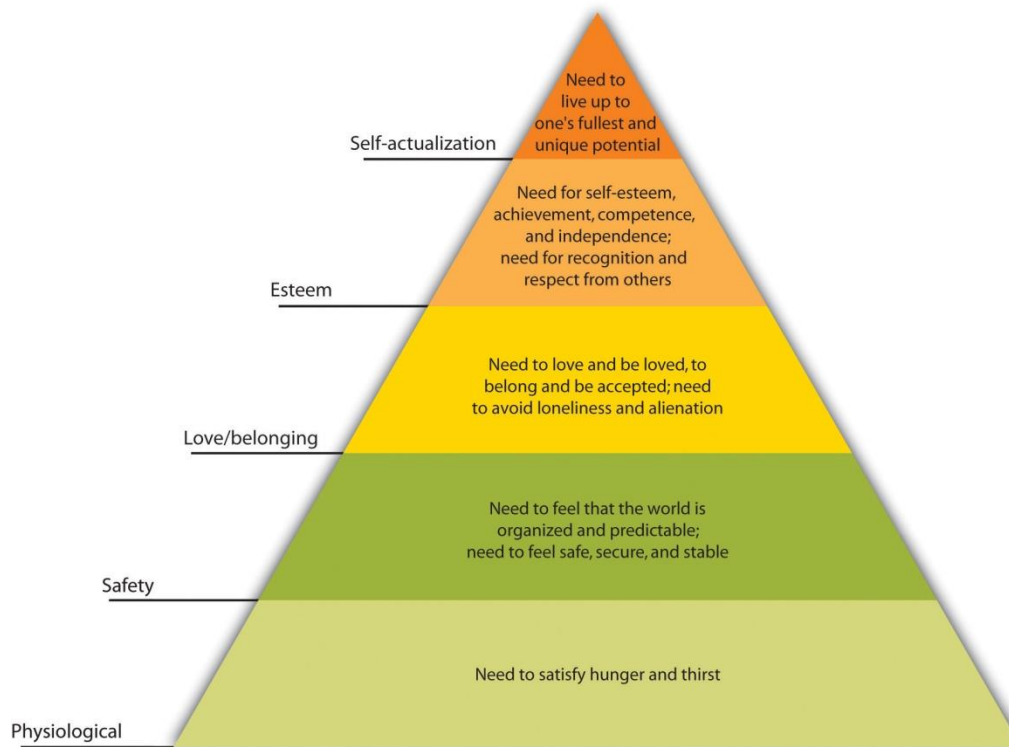 Need to
live up to
one's fullest and
unique potential
Self-actualization
Need for self-esteem,
achievement, competence,
and independence;
need for recognition and
respect from others
Esteem
Need to love and be loved, to
belong and be accepted; need
to avoid loneliness and alienation
Love/belonging
Need to feel that the world is
organized and predictable;
need to feel safe, secure, and stable
Safety
Need to satisfy hunger and thirst
Physiological